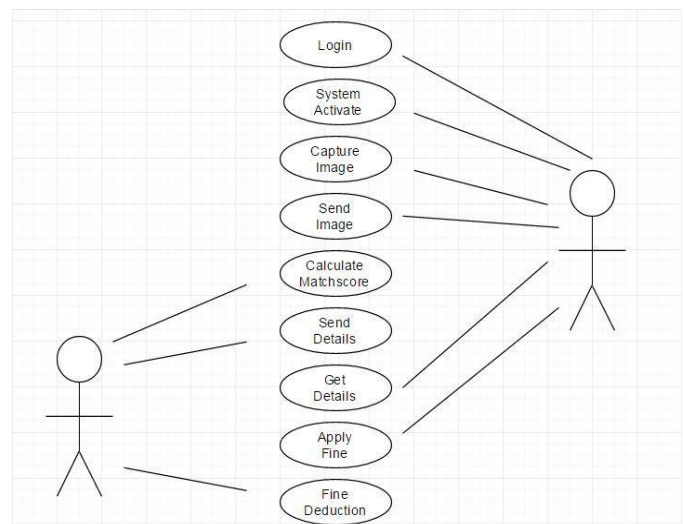 Login
System
Activate
Capture
Image
Send
Image
Calculate
Matchscore
Send
Details
Get
Details
Apply
Fine
Fine
Deduction